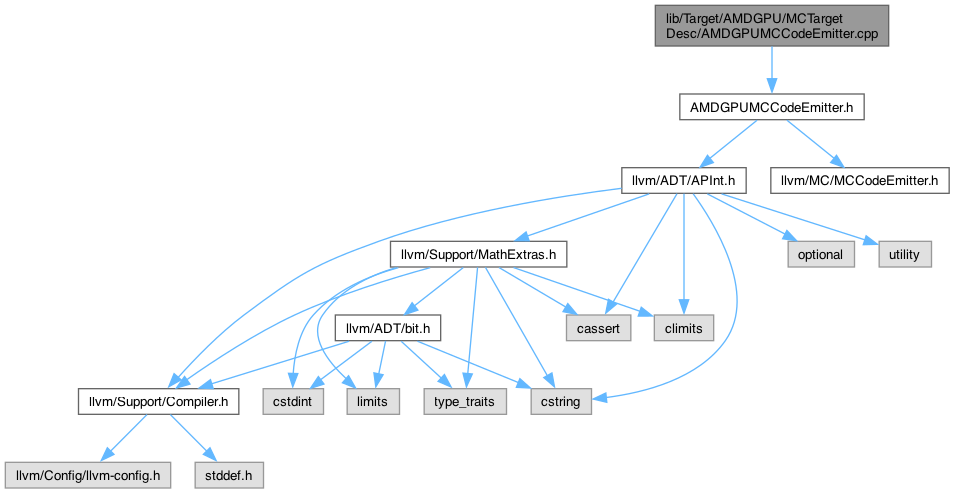 lib/Target/AMDGPU/MCTarget
Desc/AMDGPUMCCodeEmitter.cpp
AMDGPUMCCodeEmitter.h
llvm/ADT/APInt.h
llvm/MC/MCCodeEmitter.h
llvm/Support/MathExtras.h
optional
utility
llvm/ADT/bit.h
cassert
climits
llvm/Support/Compiler.h
cstdint
limits
type_traits
cstring
llvm/Config/llvm-config.h
stddef.h